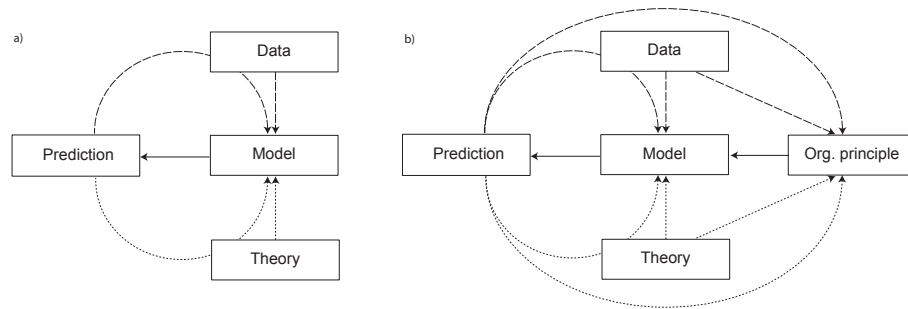 a)
Data
Prediction
Model
Theory
b)
Data
Prediction
Model
Org. principle
Theory